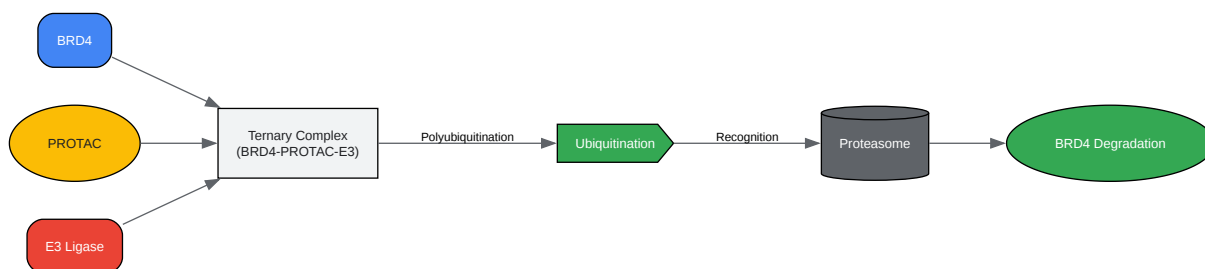 BRD4
PROTAC
E3 Ligase
Ternary Complex
(BRD4-PROTAC-E3)
Polyubiquitination
Ubiquitination
Recognition
Proteasome
BRD4 Degradation